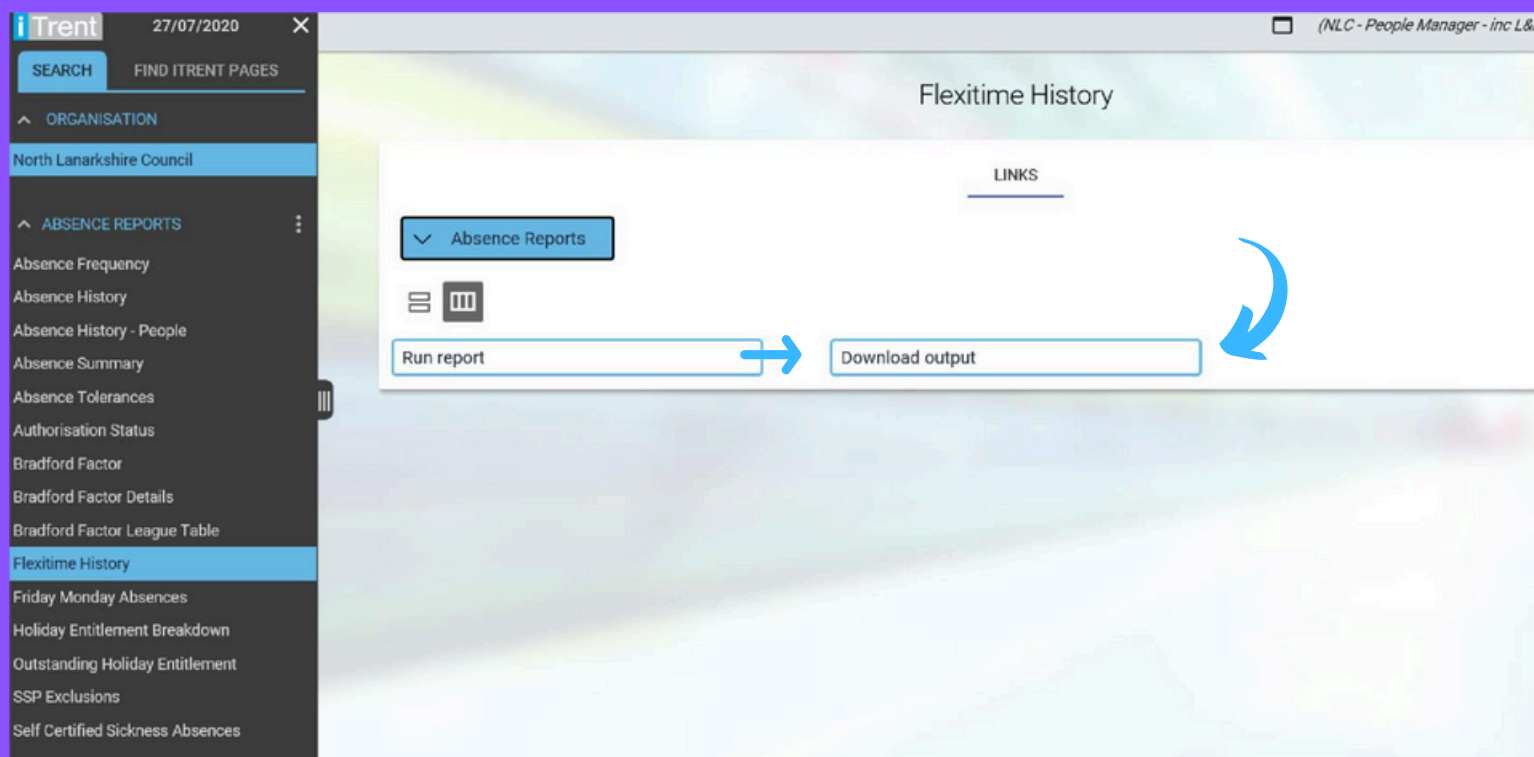 iTrent 27/07/2020
SEARCH FIND ITRENT PAGES
ORGANISATION
North Lanarkshire Council
ABSENCE REPORTS
Absence Frequency
Absence History
Absence History - People
Absence Summary
Absence Tolerances
Authorisation Status
Bradford Factor
Bradford Factor Details
Bradford Factor League Table
Flexitime History
Friday Monday Absences
Holiday Entitlement Breakdown
Outstanding Holiday Entitlement
SSP Exclusions
Self Certified Sickness Absences
(NLC - People Manager - inc L&
Flexitime History
LINKS
Absence Reports
Run report
Download output